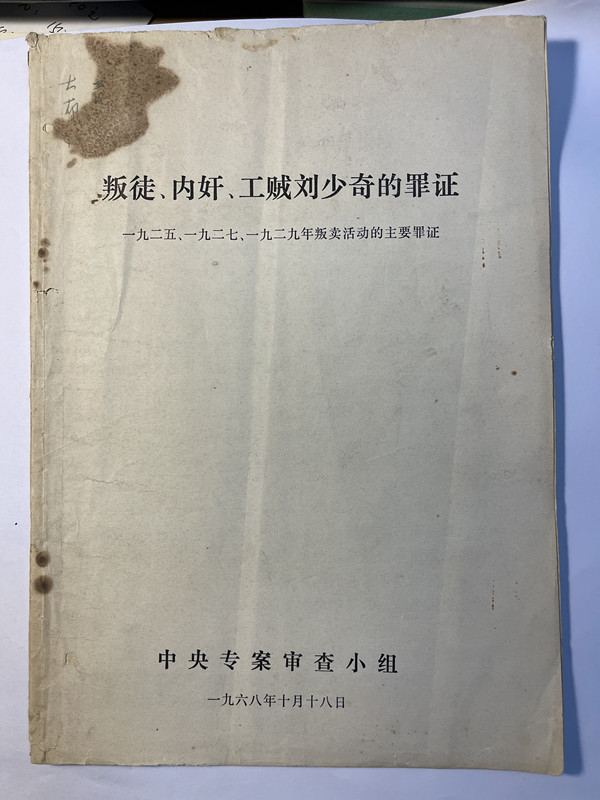 叛徒、内奸、工贼刘少奇的罪证
一九二五、一九二七、一九二九年叛卖活动的主要罪证
中央专案审查小组
一九六八年十月十八日